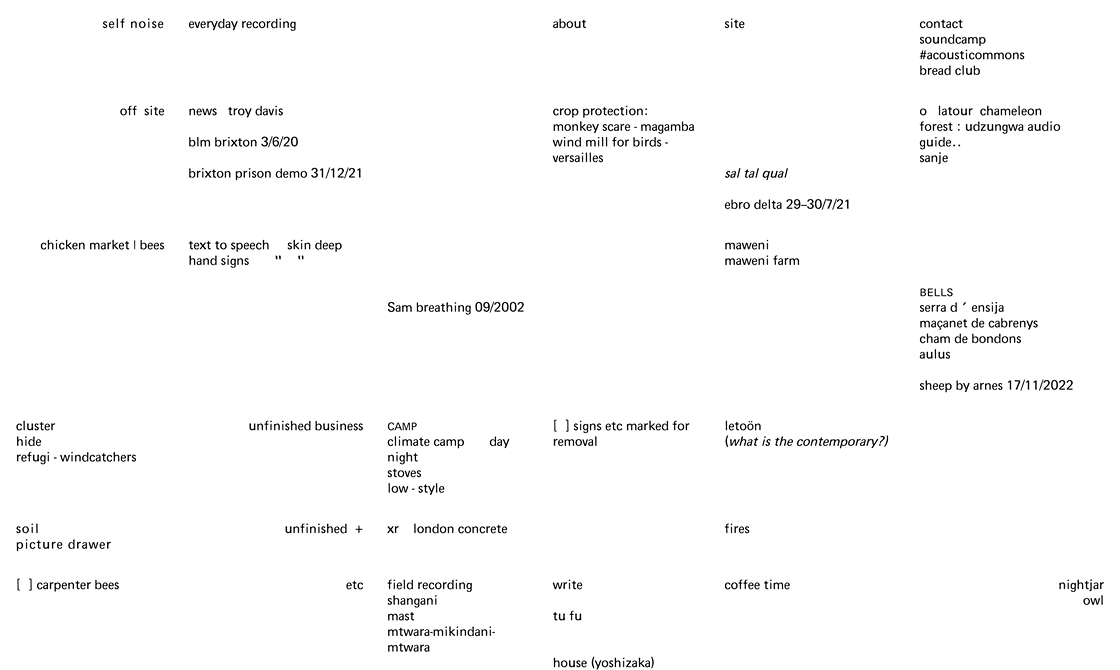 self noise
everyday recording
about
site
contact
soundcamp
#acousticommons
bread club
off site
news troy davis
blm brixton 3/6/20
brixton prison demo 31/12/21
crop protection:
monkey scare - magamba
wind mill for birds -
versailles
sal tal qual
ebro delta 29–30/7/21
o latour chameleon
forest : udzungwa audio
guide..
sanje
chicken market | bees
text to speech skin deep
hand signs " "
maweni
maweni farm
Sam breathing 09/2002
BELLS
serra d ´ ensija
maçanet de cabrenys
cham de bondons
aulus
sheep by arnes 17/11/2022
cluster
hide
refugi - windcatchers
unfinished business
CAMP
climate camp day
night
stoves
low - style
[ ] signs etc marked for
removal
letoön
(what is the contemporary?)
soil
picture drawer
unfinished +
xr london concrete
fires
[ ] carpenter bees
etc
field recording
shangani
mast
mtwara-mikindani-
mtwara
write
tu fu
house (yoshizaka)
coffee time
nightjar
owl